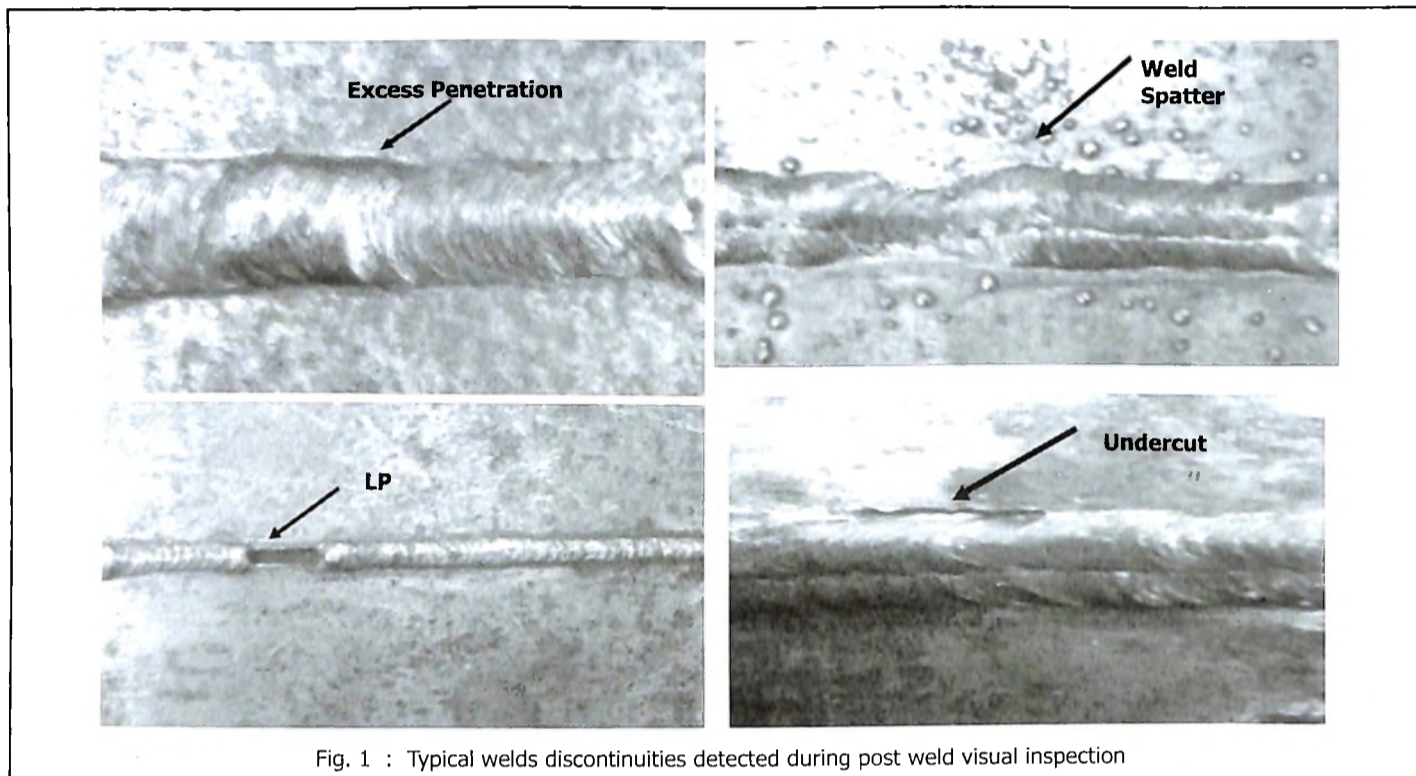 Excess Penetration
Weld
Spatter
LP
Undercut
Fig. 1 : Typical welds discontinuities detected during post weld visual inspection